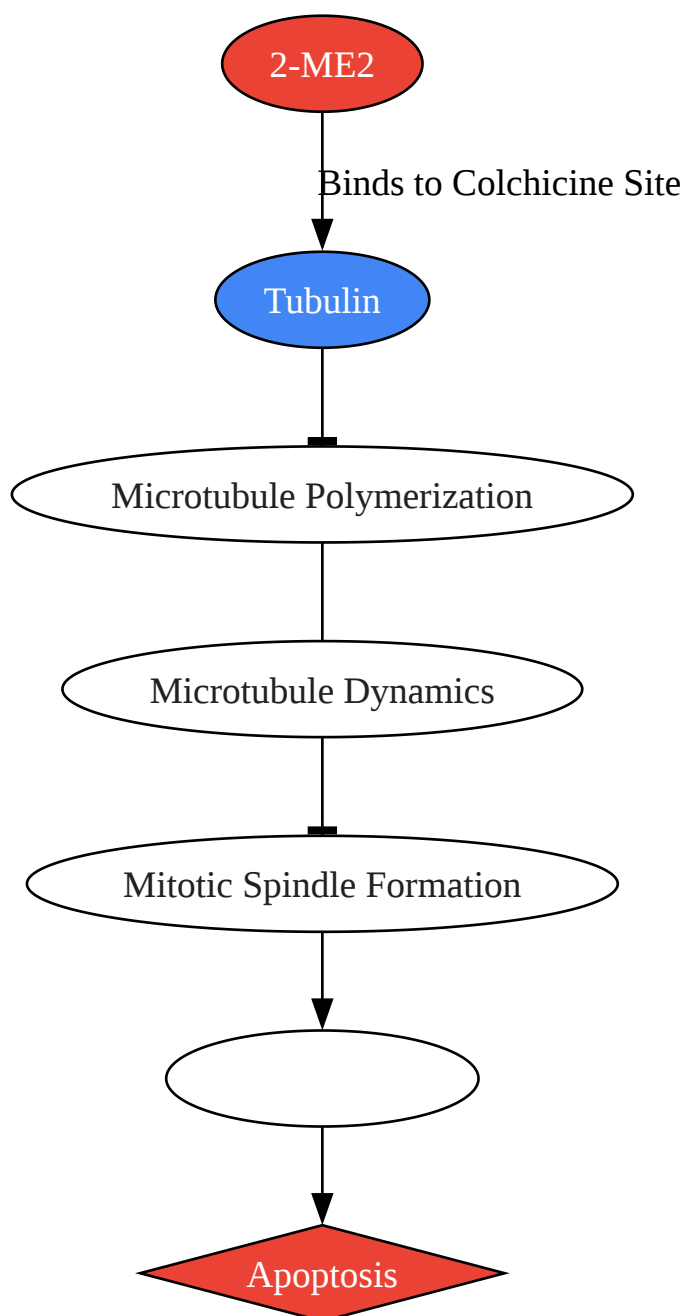 2-ME2
Binds to Colchicine Site
Tubulin
Microtubule Polymerization
Microtubule Dynamics
Mitotic Spindle Formation
Apoptosis